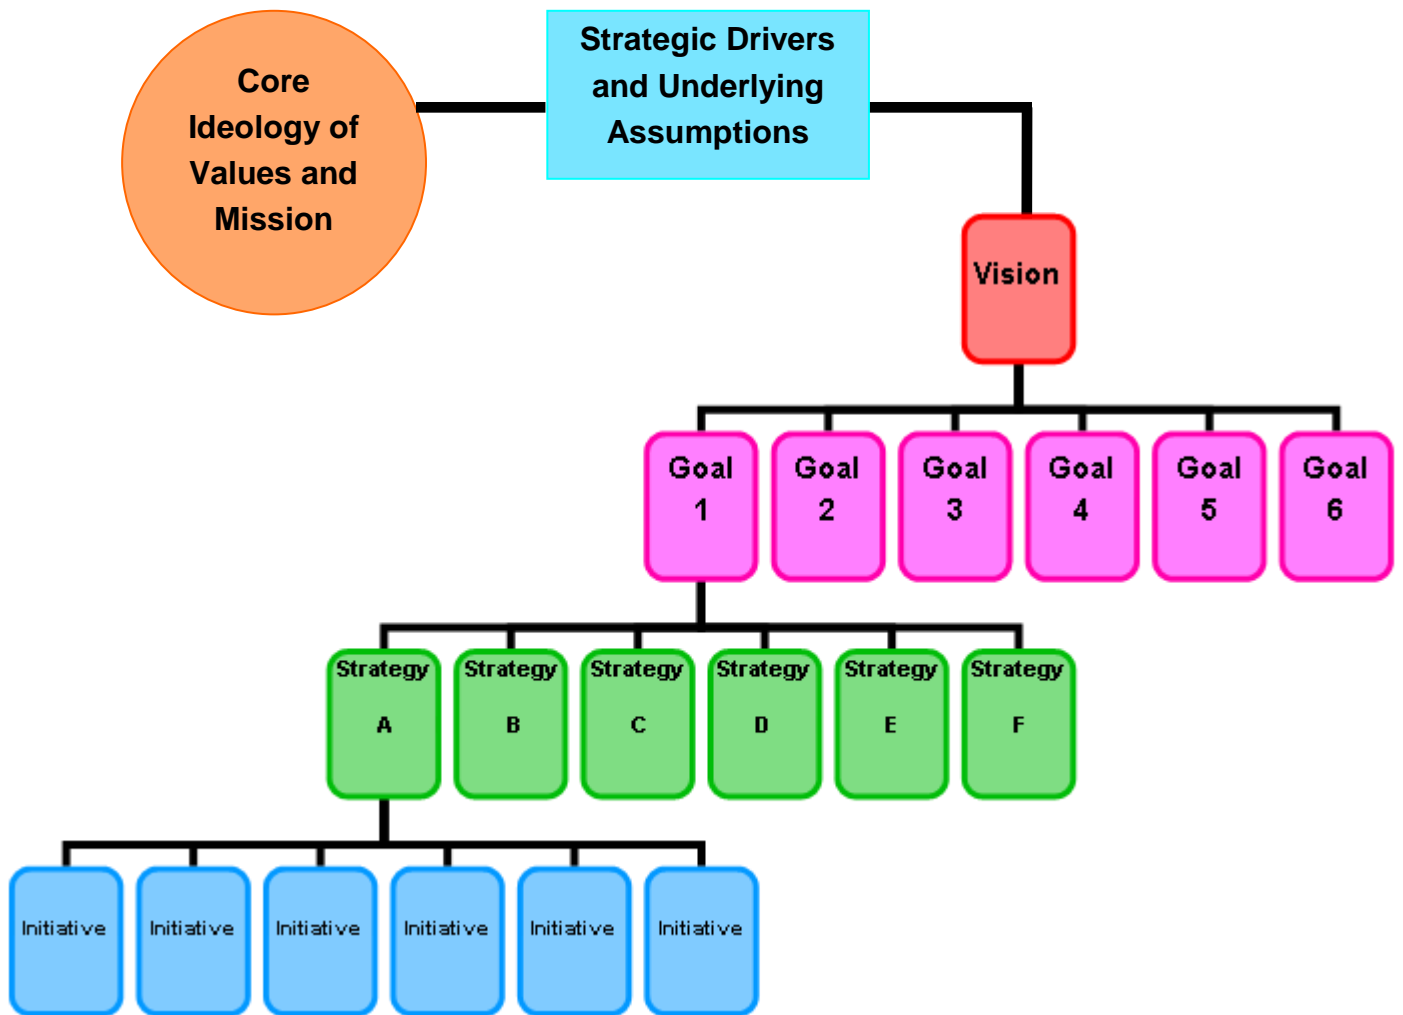 Core
Ideology of
Values and
Mission
Strategic Drivers
and Underlying
Assumptions
Vision
Goal
1
Goal
2
Goal
3
Goal
4
Goal
5
Goal
6
Strategy
A
Strategy
B
Strategy
C
Strategy
D
Strategy
E
Strategy
F
Initiative
Initiative
Initiative
Initiative
Initiative
Initiative